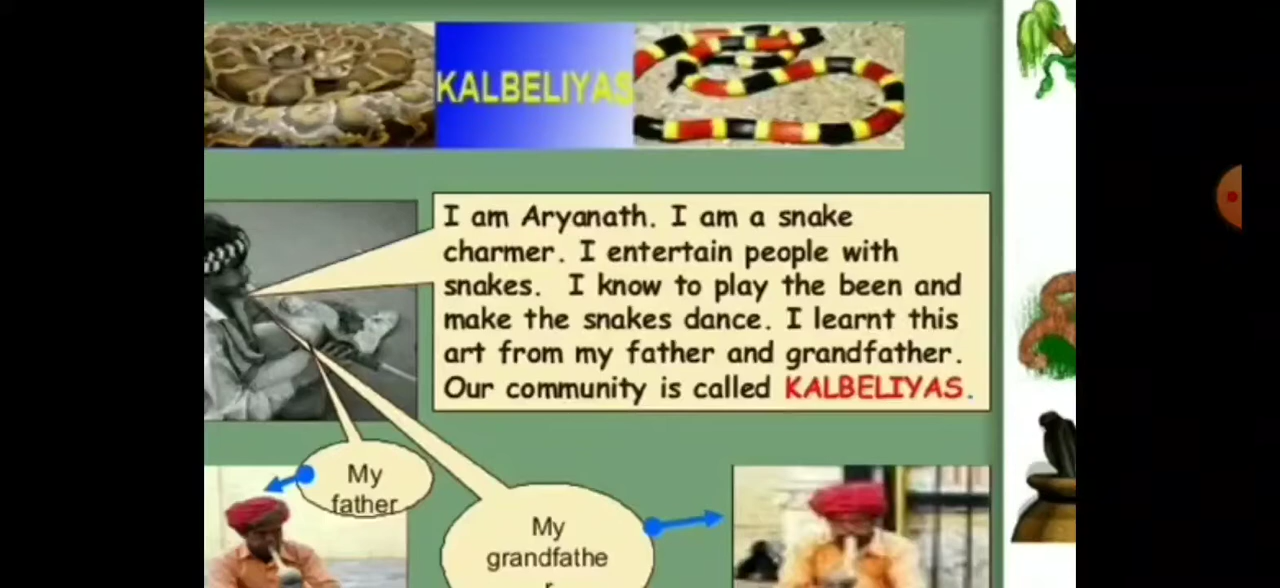 KALBELIYAS
I am Aryanath. I am a snake
charmer. I entertain people with
snakes. I know to play the been and
make the snakes dance. I learnt this
art from my father and grandfather.
Our community is called KALBELIYAS.
My
father
My
grandfathe
r